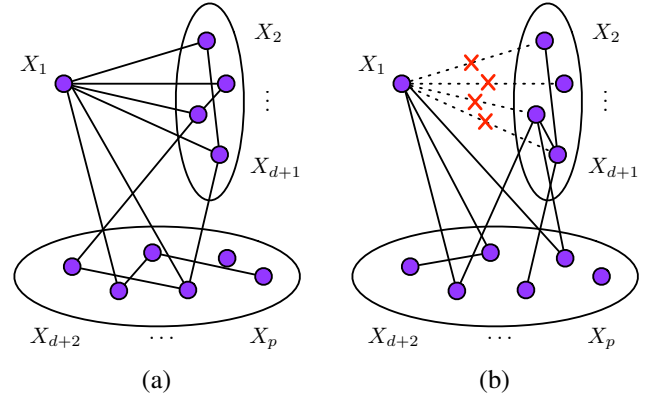 X_1
X_2
⋮
X_{d+1}
X_{d+2} ⋯ X_p
(a)
X_1
X_2
⋮
X_{d+1}
X_{d+2} ⋯ X_p
(b)